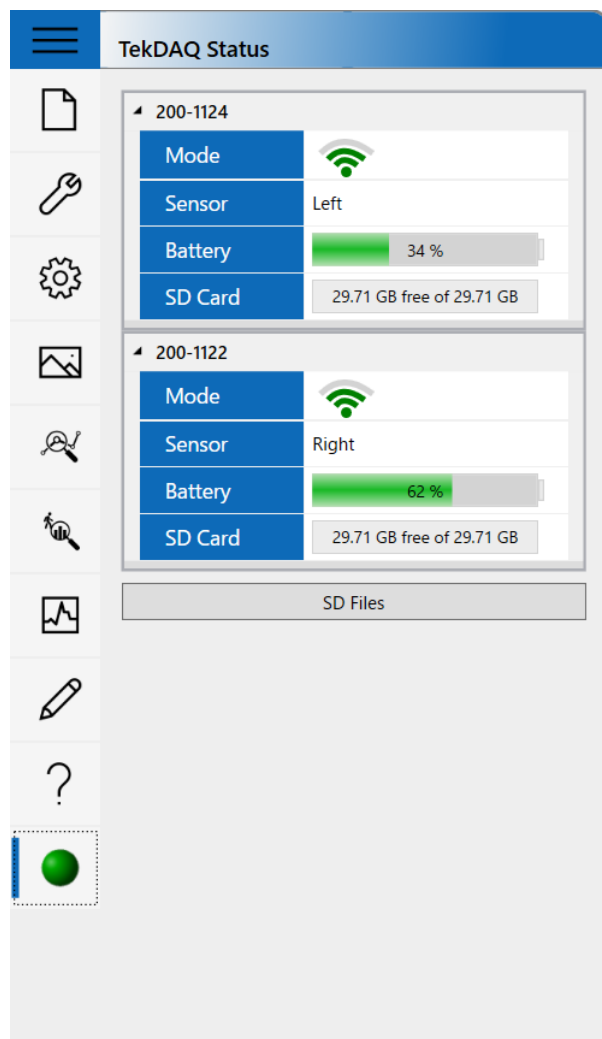 TekDAQ Status
200-1124
Mode
Sensor Left
Battery 34 %
SD Card 29.71 GB free of 29.71 GB
200-1122
Mode
Sensor Right
Battery 62 %
SD Card 29.71 GB free of 29.71 GB
SD Files